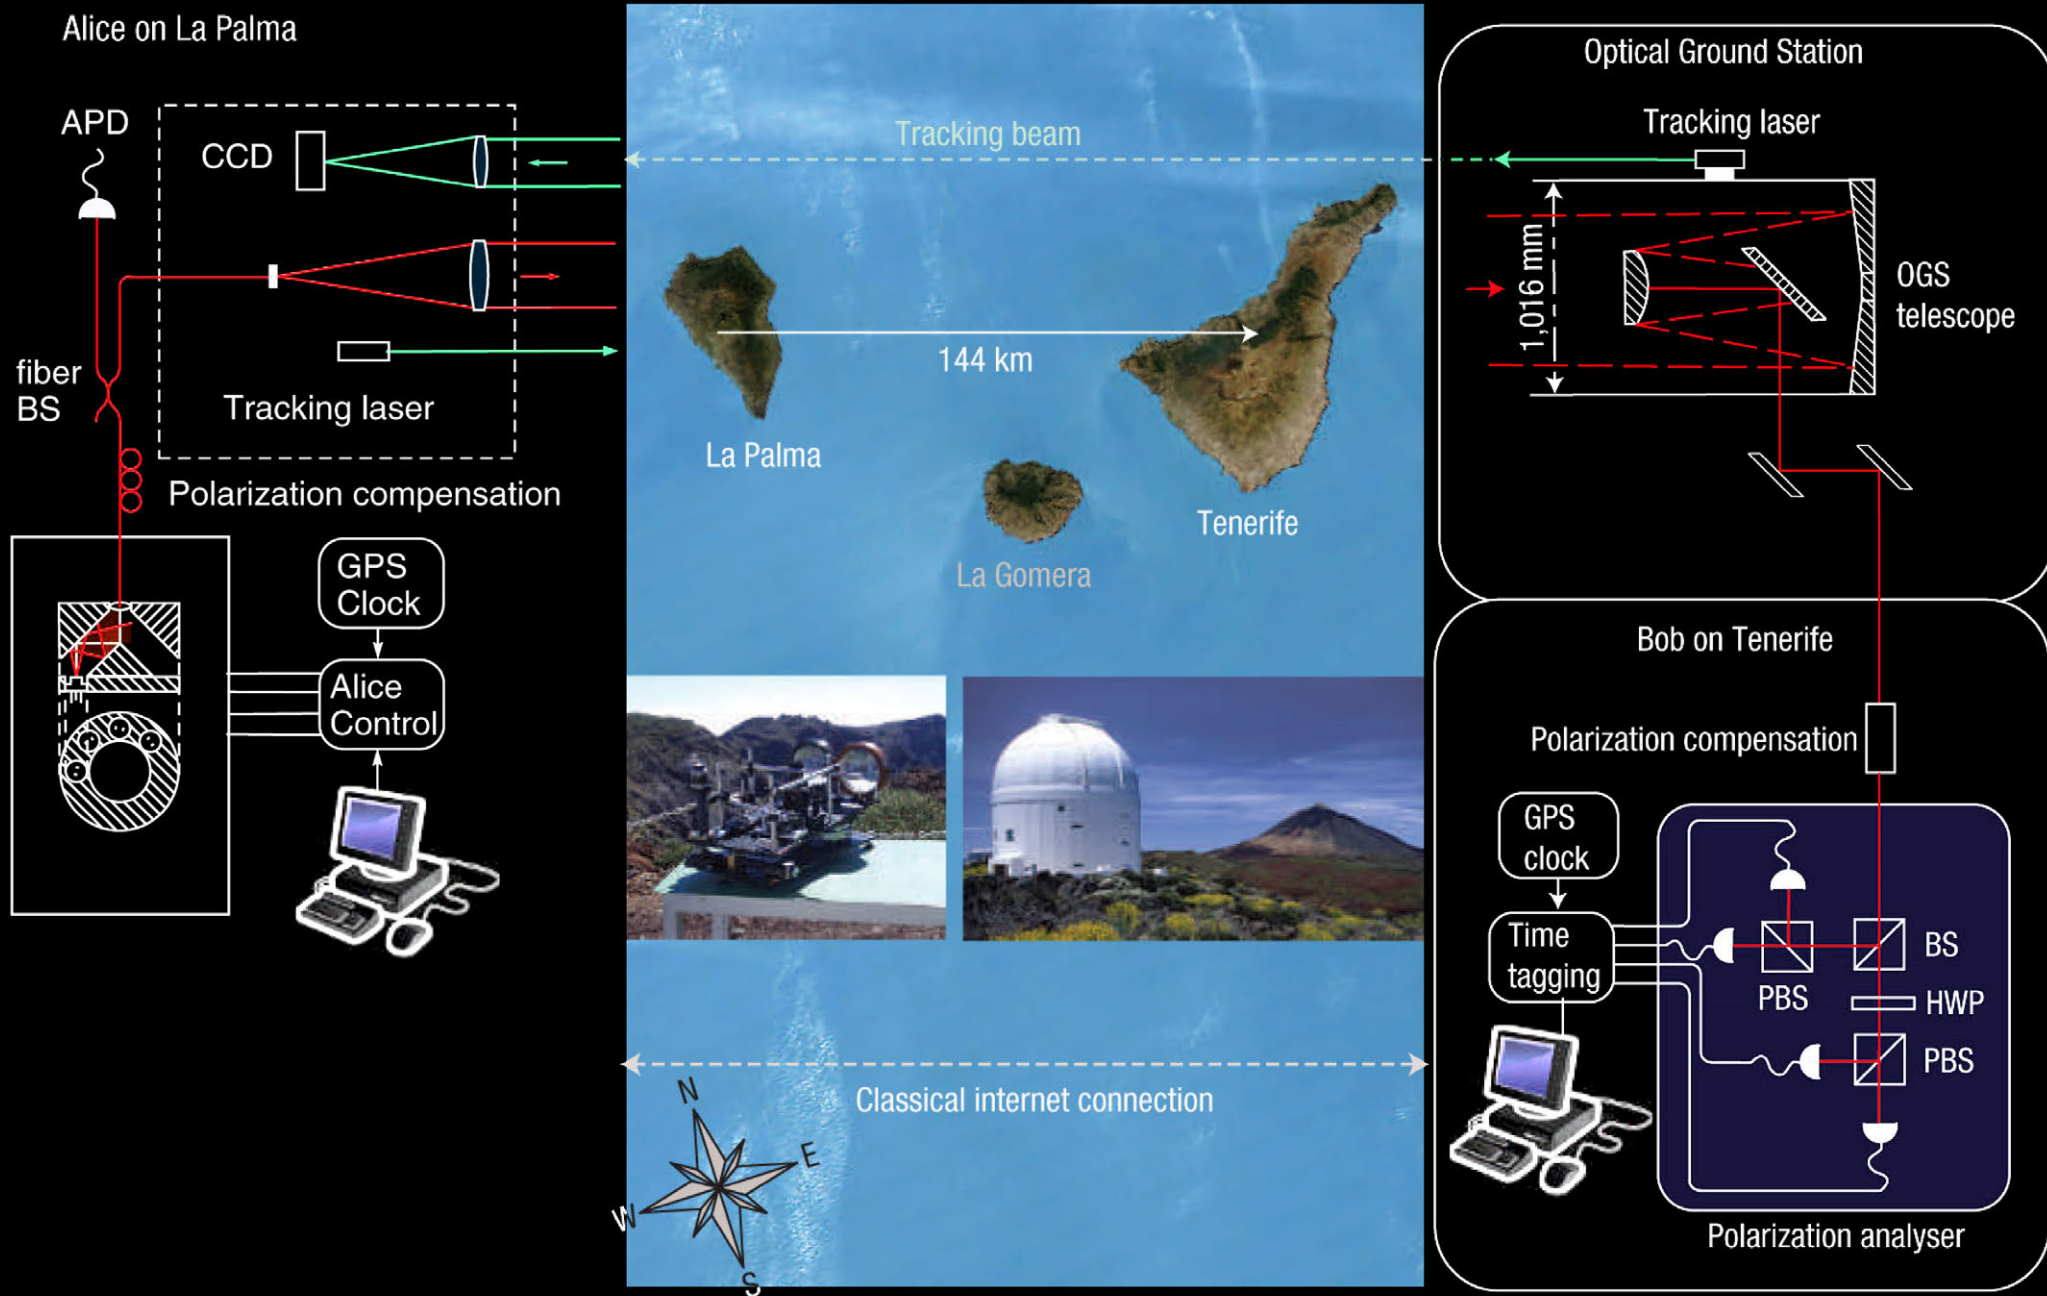 Alice on La Palma
APD
CCD
fiber
BS
Tracking laser
Polarization compensation
GPS
Clock
Alice
Control
Tracking beam
144 km
La Palma
Tenerife
La Gomera
Classical internet connection
N
E
W
S
Optical Ground Station
Tracking laser
1,016 mm
OGS
telescope
Bob on Tenerife
Polarization compensation
GPS
clock
Time
tagging
PBS
BS
HWP
PBS
Polarization analyser